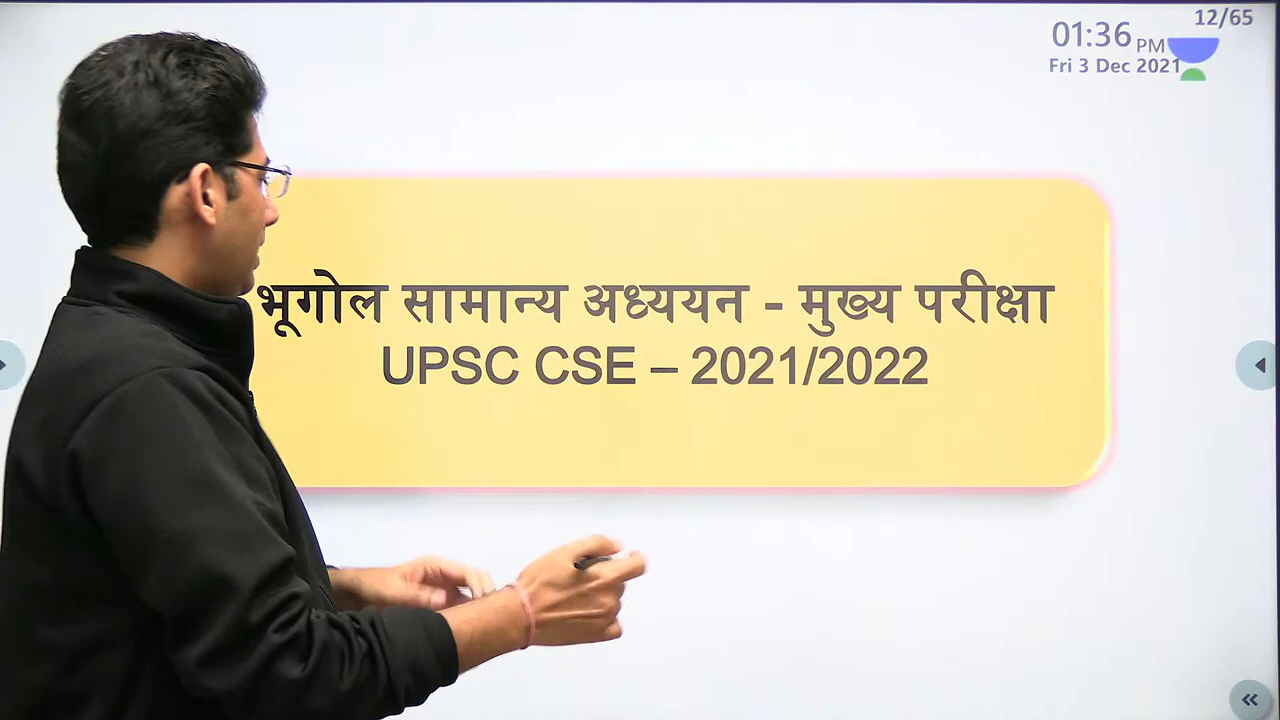 12/65
01:36 PM
Fri 3 Dec 2021
भूगोल सामान्य अध्ययन - मुख्य परीक्षा
UPSC CSE – 2021/2022